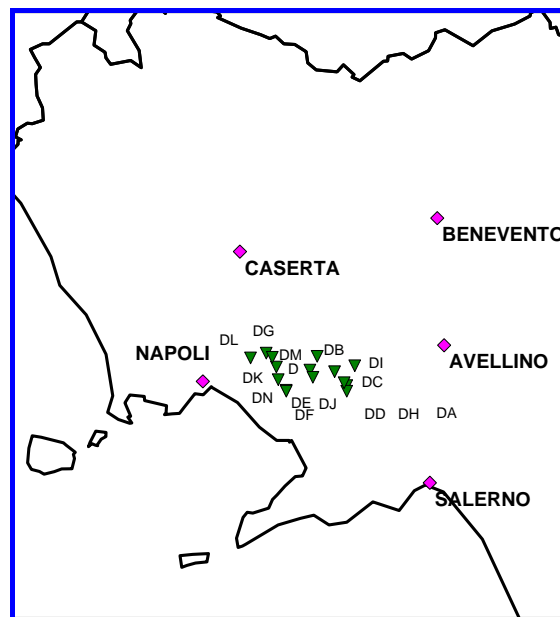 BENEVENTO
CASERTA
DG
DL
DB
NAPOLI
DM
AVELLINO
D
DI
DK
DC
DN
DE
DJ
DF
DD
DH
DA
SALERNO